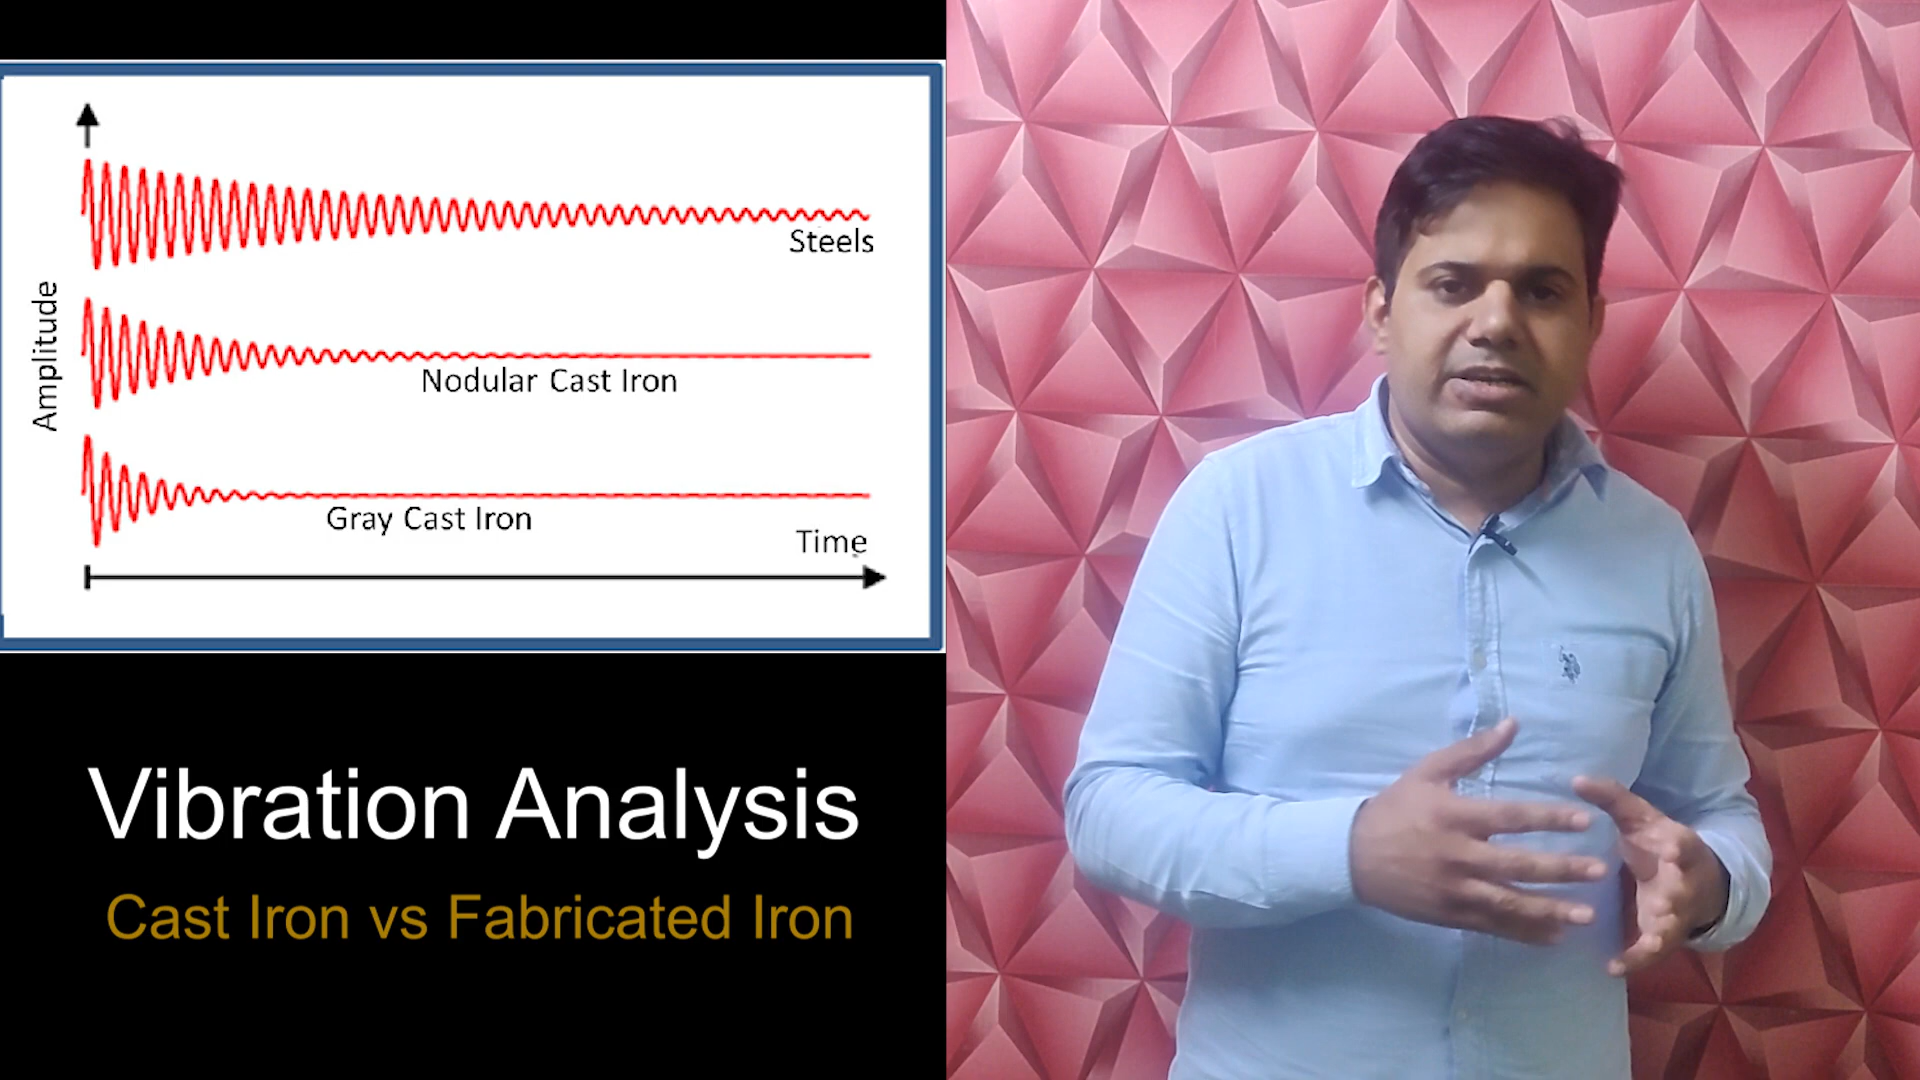 Amplitude
Steels
Nodular Cast Iron
Gray Cast Iron
Time
Vibration Analysis
Cast Iron vs Fabricated Iron